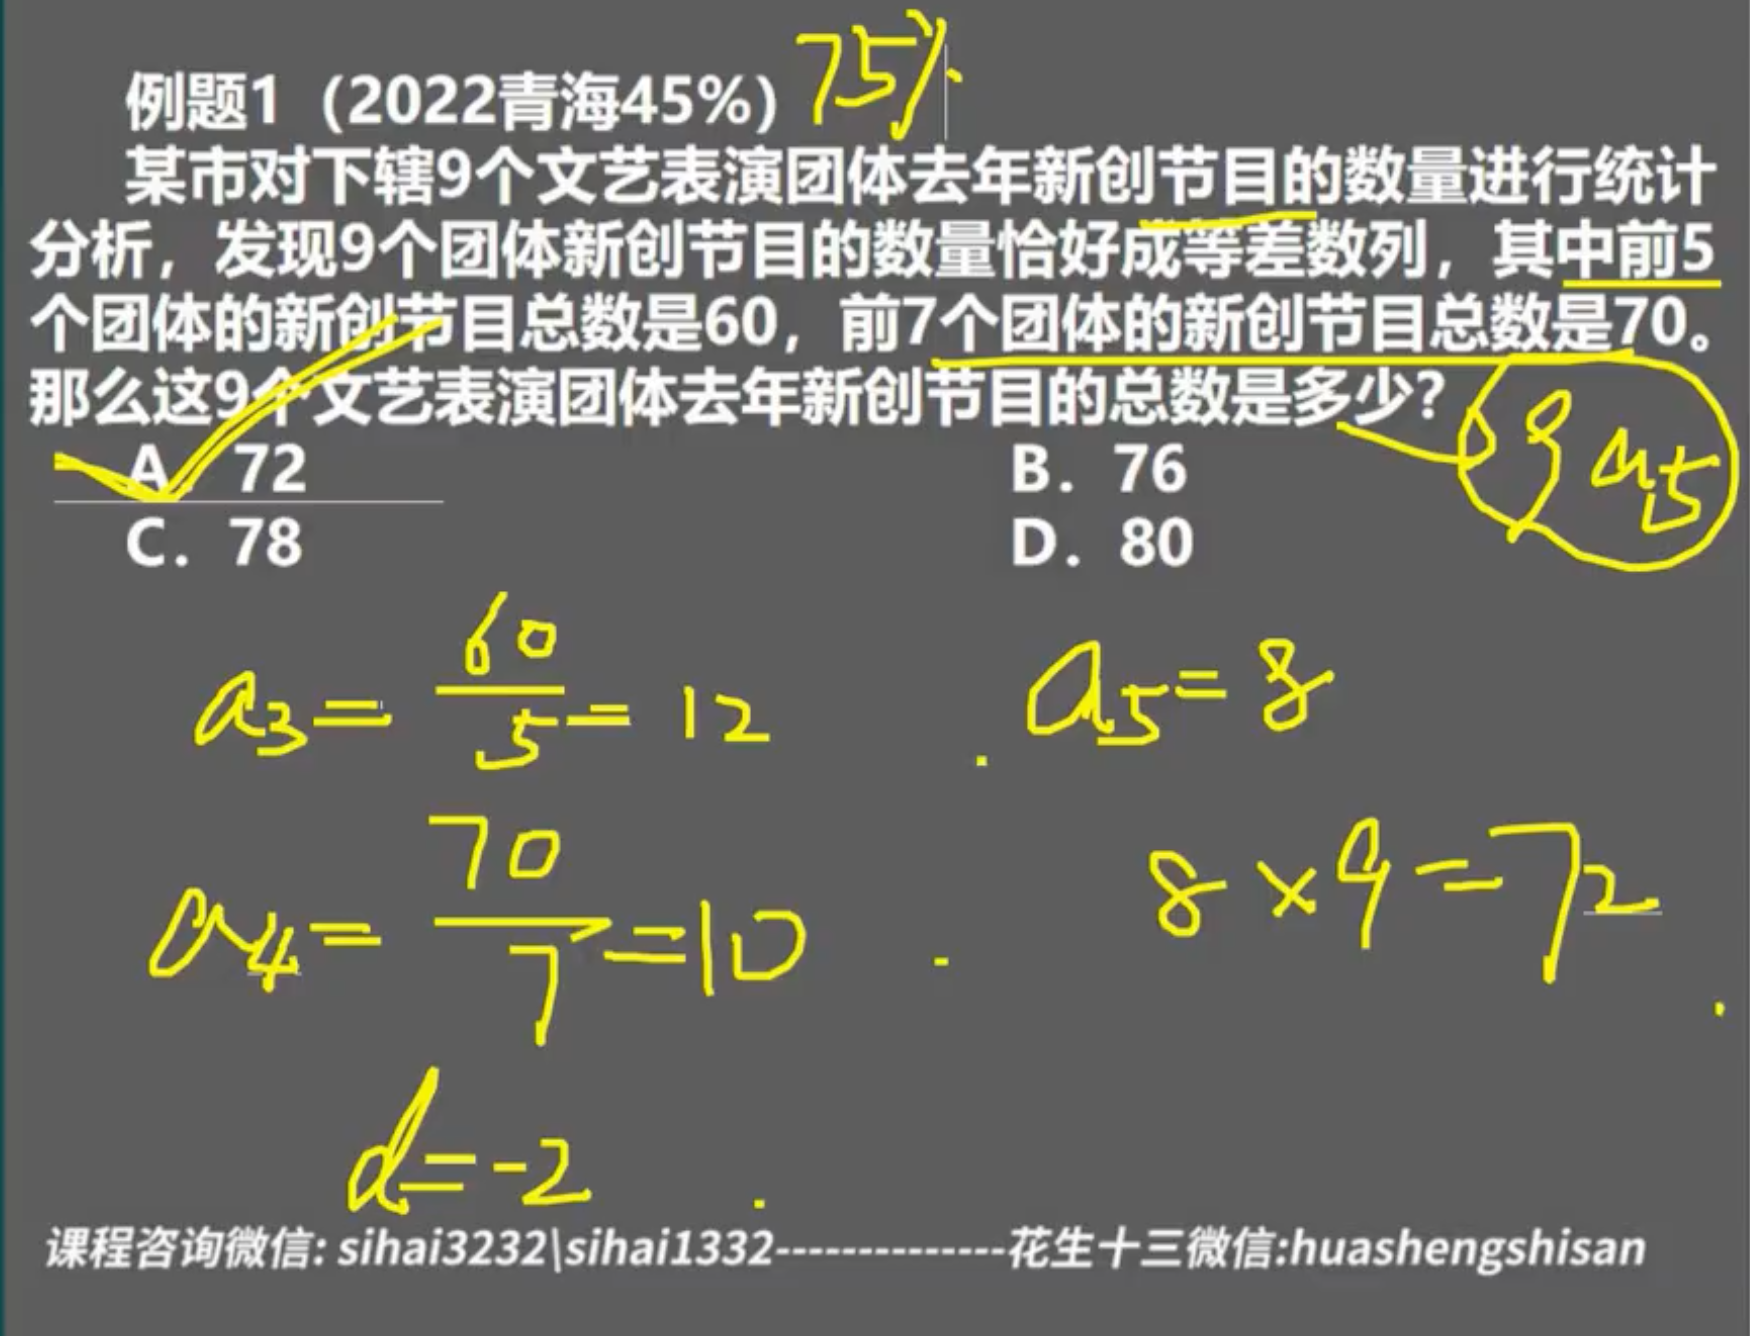 例题1（2022青海45%）75%
某市对下辖9个文艺表演团体去年新创节目的数量进行统计
分析，发现9个团体新创节目的数量恰好成等差数列，其中前5
个团体的新创节目总数是60，前7个团体的新创节目总数是70。
那么这9个文艺表演团体去年新创节目的总数是多少？
9 a5
A．72 B．76
C．78 D．80
a3=60/5=12 a5=8
a4=70/7=10 8×9=72
d=-2
课程咨询微信: sihai3232\sihai1332--------------花生十三微信:huashengshisan